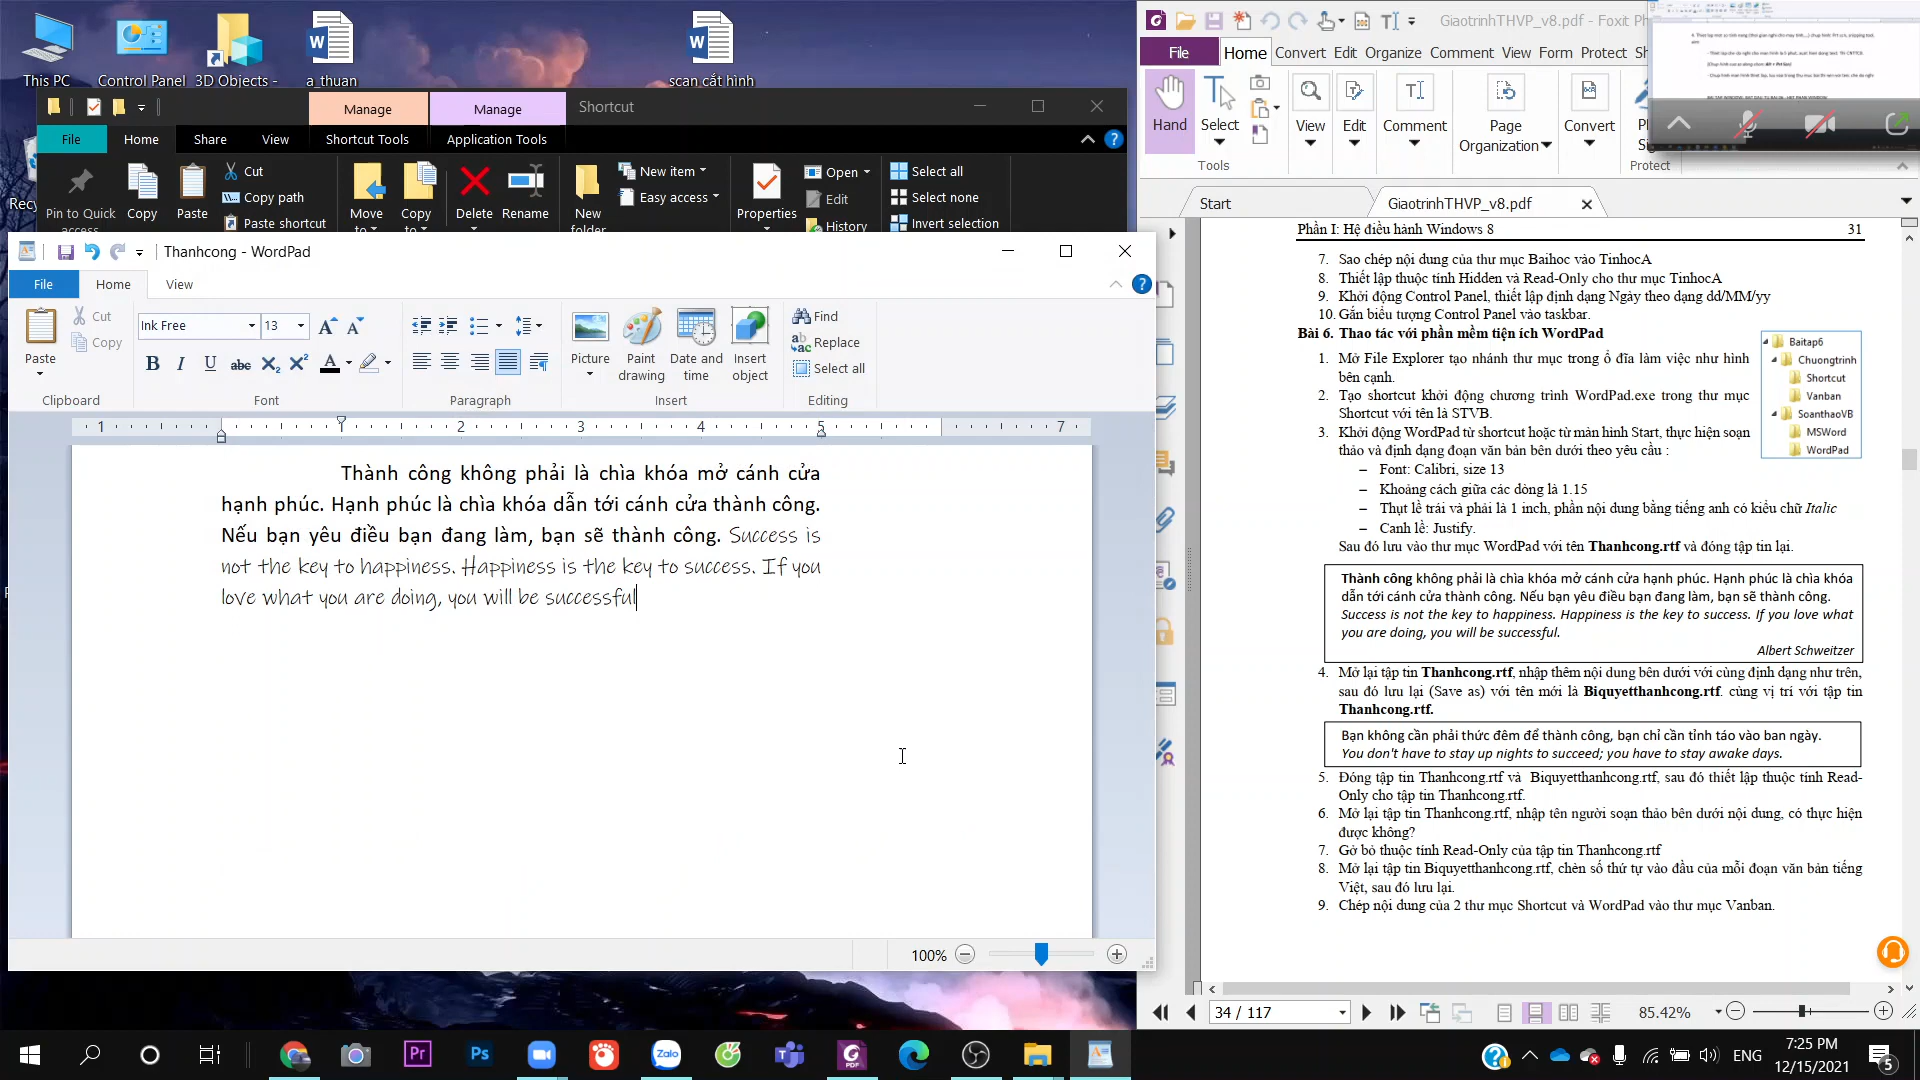 This PC
Control Panel
3D Objects -
a_thuan
scan cắt hình
Manage
Manage
Shortcut
File
Home
Share
View
Shortcut Tools
Application Tools
Pin to Quick
access
Copy
Paste
Cut
Copy path
Paste shortcut
Move
to
Copy
to
Delete
Rename
New
folder
New item
Easy access
Properties
Open
Edit
History
Select all
Select none
Invert selection
Thanhcong - WordPad
File
Home
View
Paste
Cut
Copy
Clipboard
Ink Free
13
Font
Paragraph
Picture
Paint
drawing
Date and
time
Insert
object
Insert
Find
Replace
Select all
Editing
1 1 2 3 4 5 7
Thành công không phải là chìa khóa mở cánh cửa
hạnh phúc. Hạnh phúc là chìa khóa dẫn tới cánh cửa thành công.
Nếu bạn yêu điều bạn đang làm, bạn sẽ thành công. Success is
not the key to happiness. Happiness is the key to success. If you
love what you are doing, you will be successful
100%
GiaotrinhTHVP_v8.pdf - Foxit Ph
File
Home
Convert
Edit
Organize
Comment
View
Form
Protect
Sh
Hand
Select
Tools
View
Edit
Comment
Page
Organization
Convert
Protect
Start
GiaotrinhTHVP_v8.pdf
Phần I: Hệ điều hành Windows 8 31
7. Sao chép nội dung của thư mục Baihoc vào TinhocA
8. Thiết lập thuộc tính Hidden và Read-Only cho thư mục TinhocA
9. Khởi động Control Panel, thiết lập định dạng Ngày theo dạng dd/MM/yy
10. Gắn biểu tượng Control Panel vào taskbar.
Bài 6. Thao tác với phần mềm tiện ích WordPad
1. Mở File Explorer tạo nhánh thư mục trong ổ đĩa làm việc như hình
bên cạnh.
2. Tạo shortcut khởi động chương trình WordPad.exe trong thư mục
Shortcut với tên là STVB.
3. Khởi động WordPad từ shortcut hoặc từ màn hình Start, thực hiện soạn
thảo và định dạng đoạn văn bản bên dưới theo yêu cầu :
– Font: Calibri, size 13
– Khoảng cách giữa các dòng là 1.15
– Thụt lề trái và phải là 1 inch, phần nội dung bằng tiếng anh có kiểu chữ Italic
– Canh lề: Justify.
Sau đó lưu vào thư mục WordPad với tên Thanhcong.rtf và đóng tập tin lại.
Baitap6
Chuongtrinh
Shortcut
Vanban
SoanthaoVB
MSWord
WordPad
Thành công không phải là chìa khóa mở cánh cửa hạnh phúc. Hạnh phúc là chìa khóa
dẫn tới cánh cửa thành công. Nếu bạn yêu điều bạn đang làm, bạn sẽ thành công.
Success is not the key to happiness. Happiness is the key to success. If you love what
you are doing, you will be successful.
Albert Schweitzer
4. Mở lại tập tin Thanhcong.rtf, nhập thêm nội dung bên dưới với cùng định dạng như trên,
sau đó lưu lại (Save as) với tên mới là Biquyetthanhcong.rtf. cùng vị trí với tập tin
Thanhcong.rtf.
Bạn không cần phải thức đêm để thành công, bạn chỉ cần tỉnh táo vào ban ngày.
You don't have to stay up nights to succeed; you have to stay awake days.
5. Đóng tập tin Thanhcong.rtf và Biquyetthanhcong.rtf, sau đó thiết lập thuộc tính Read-
Only cho tập tin Thanhcong.rtf.
6. Mở lại tập tin Thanhcong.rtf, nhập tên người soạn thảo bên dưới nội dung, có thực hiện
được không?
7. Gở bỏ thuộc tính Read-Only của tập tin Thanhcong.rtf
8. Mở lại tập tin Biquyetthanhcong.rtf, chèn số thứ tự vào đầu của mỗi đoạn văn bản tiếng
Việt, sau đó lưu lại.
9. Chép nội dung của 2 thư mục Shortcut và WordPad vào thư mục Vanban.
34 / 117
85.42%
ENG
7:25 PM
12/15/2021
5